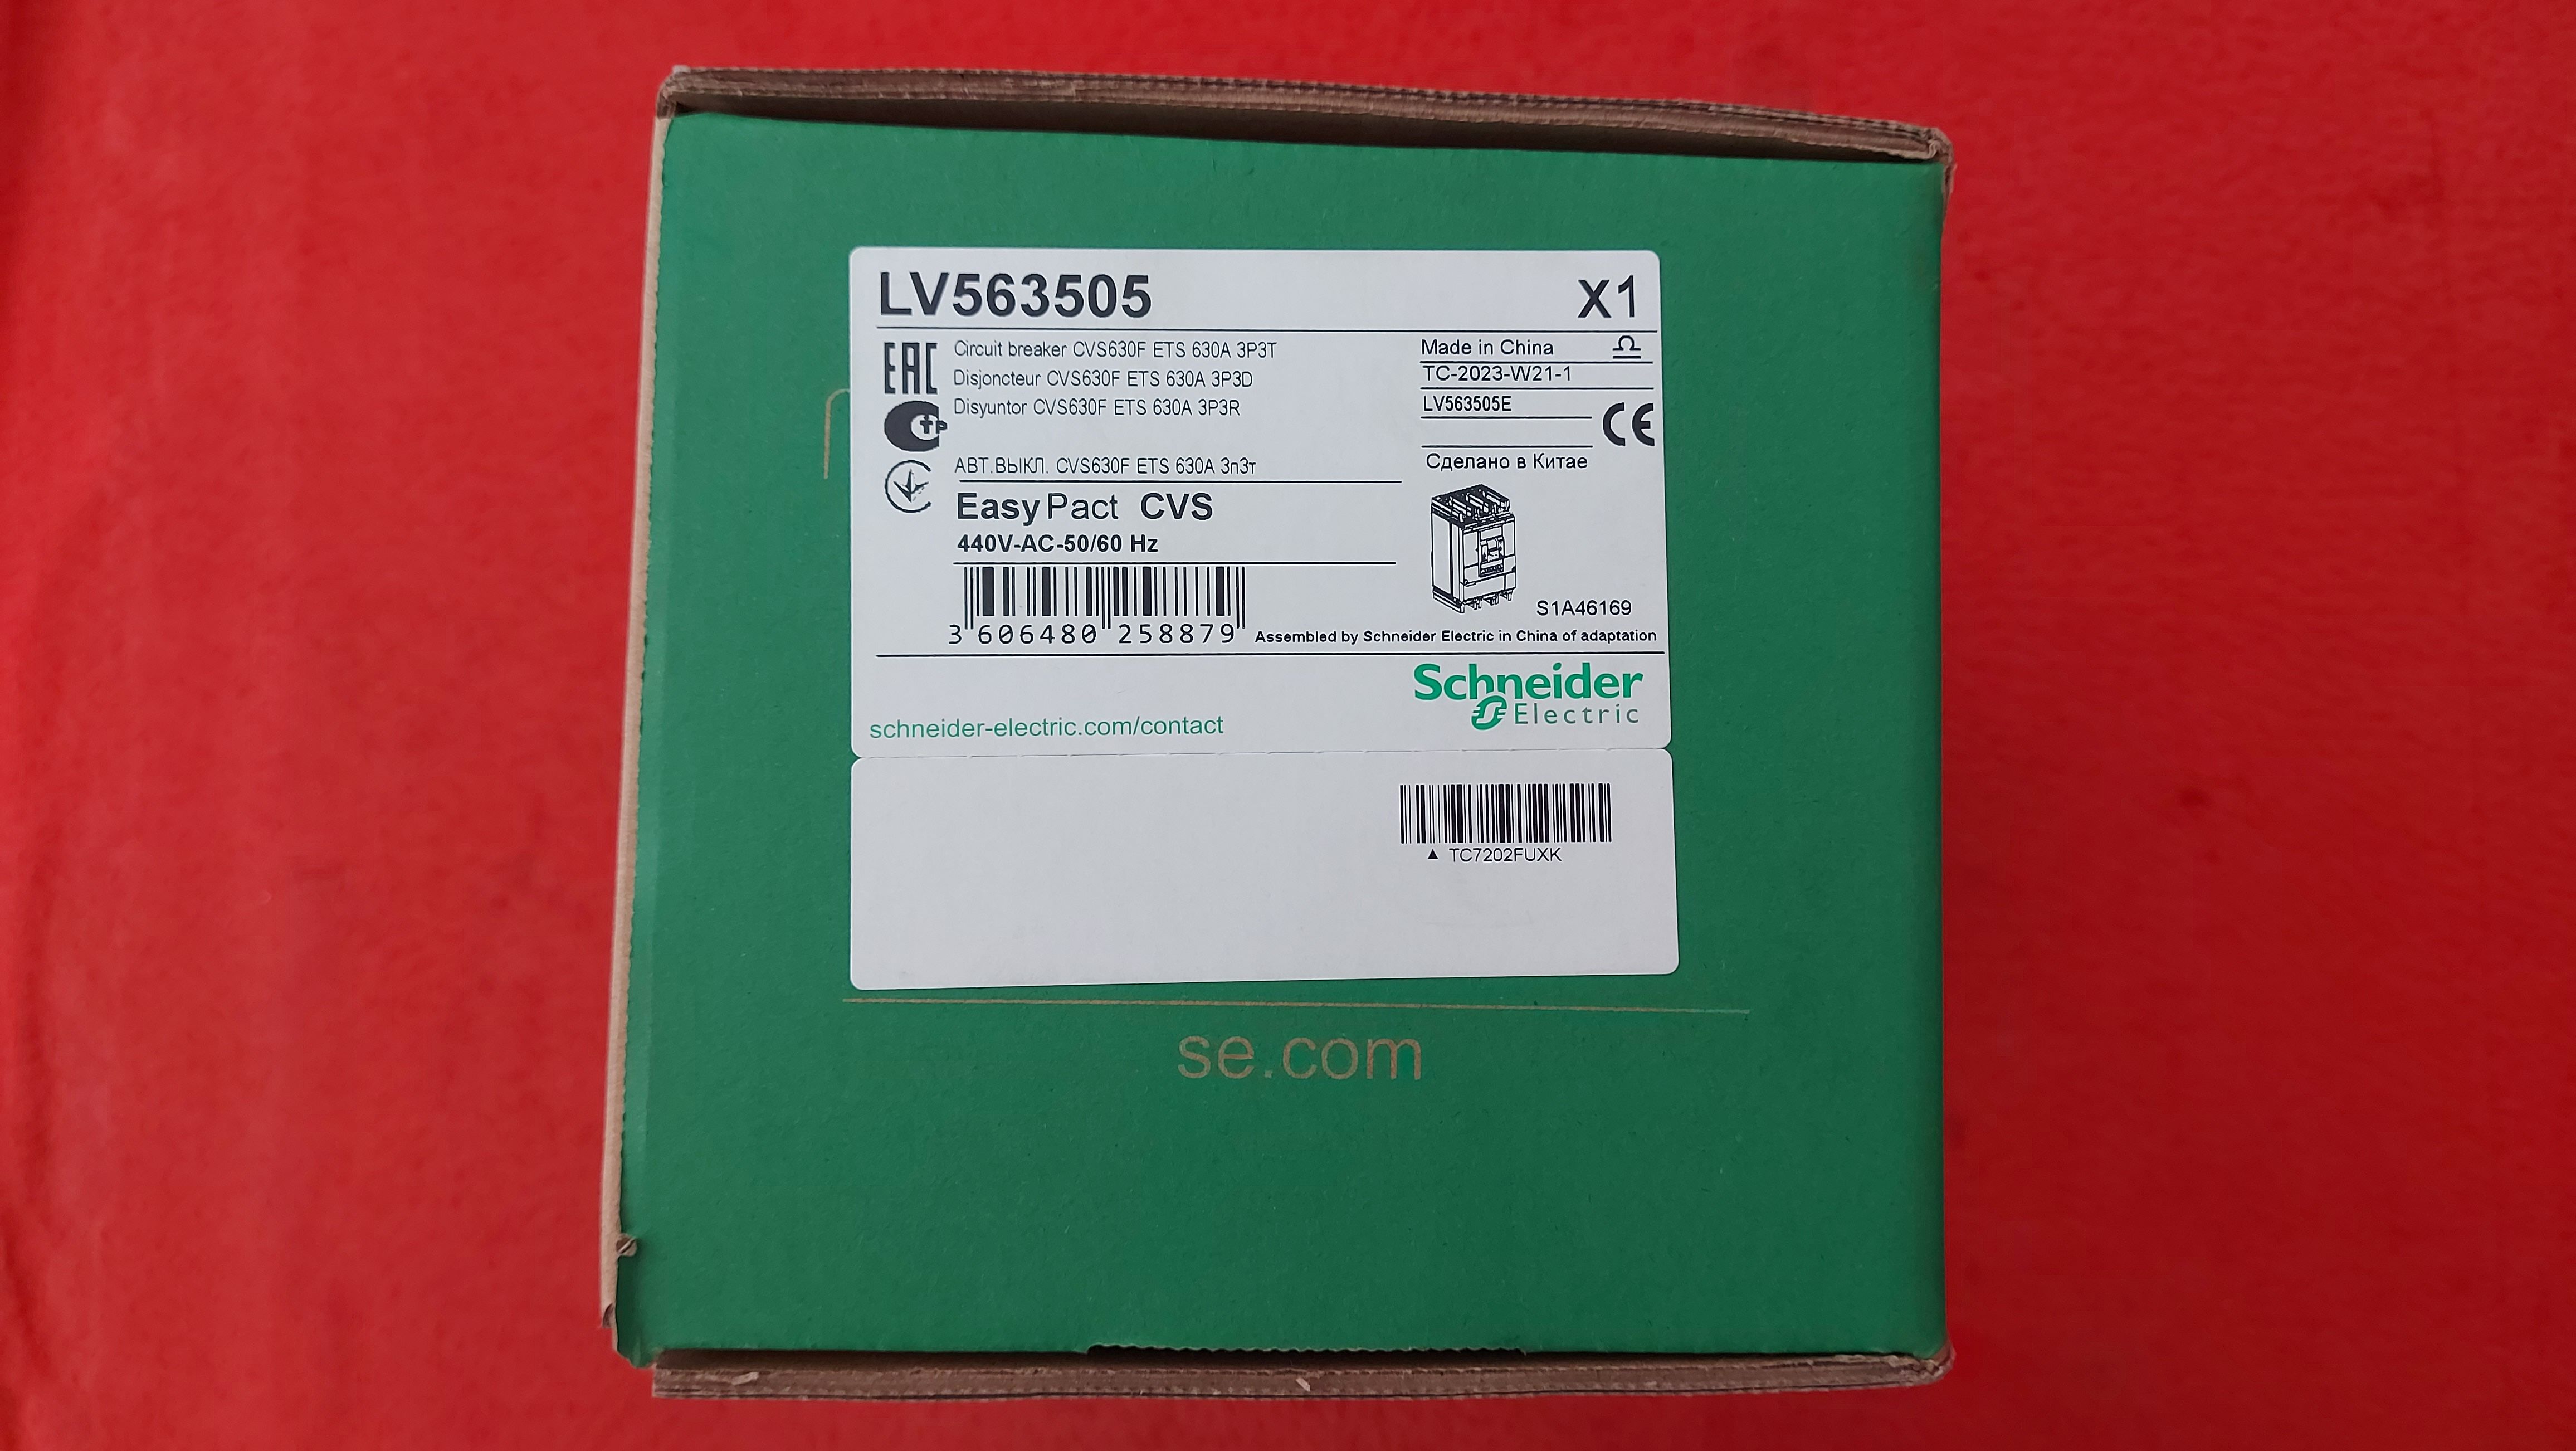 LV563505 X1
EAC Circuit breaker CVS630F ETS 630A 3P3T
Disjoncteur CVS630F ETS 630A 3P3D
Disyuntor CVS630F ETS 630A 3P3R
АВТ.ВЫКЛ. CVS630F ETS 630A 3п3т
Made in China
TC-2023-W21-1
LV563505E
CE
Сделано в Китае
EasyPact CVS
440V-AC-50/60 Hz
3 606480 258879
S1A46169
Assembled by Schneider Electric in China of adaptation
Schneider
Electric
schneider-electric.com/contact
▲ TC7202FUXK
se.com